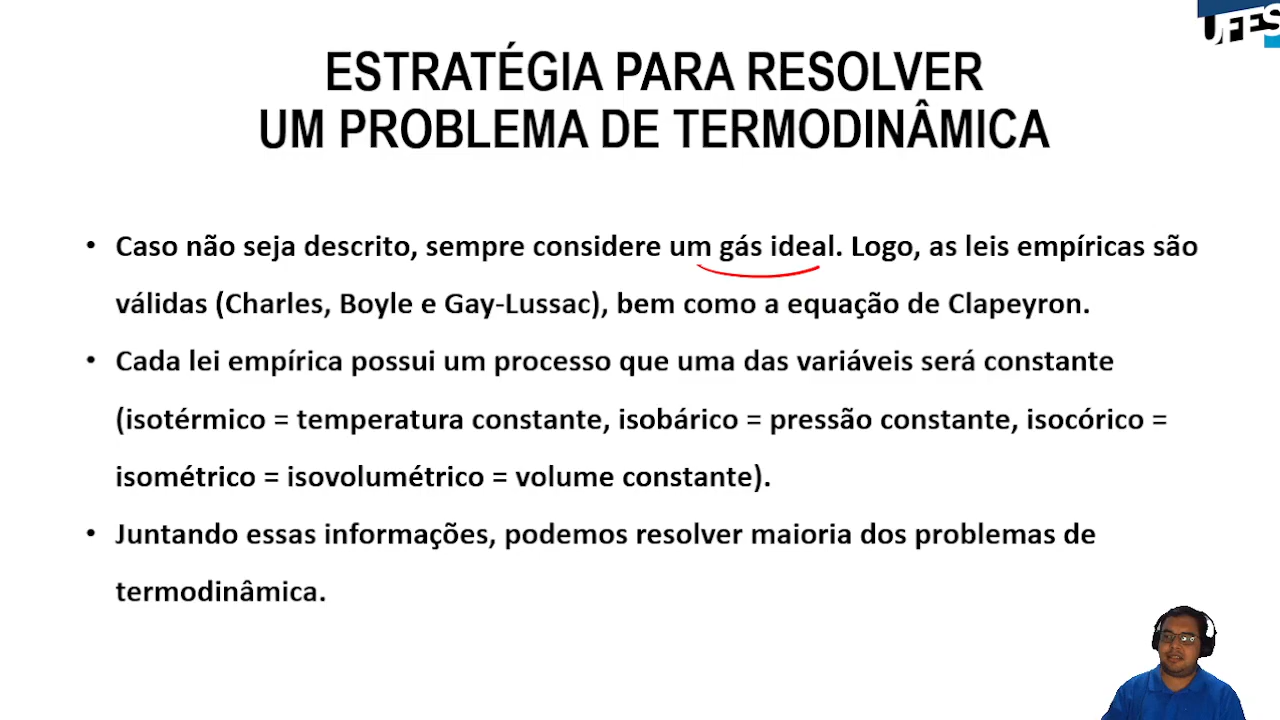 UFES
ESTRATÉGIA PARA RESOLVER
UM PROBLEMA DE TERMODINÂMICA
• Caso não seja descrito, sempre considere um gás ideal. Logo, as leis empíricas são
válidas (Charles, Boyle e Gay-Lussac), bem como a equação de Clapeyron.
• Cada lei empírica possui um processo que uma das variáveis será constante
(isotérmico = temperatura constante, isobárico = pressão constante, isocórico =
isométrico = isovolumétrico = volume constante).
• Juntando essas informações, podemos resolver maioria dos problemas de
termodinâmica.